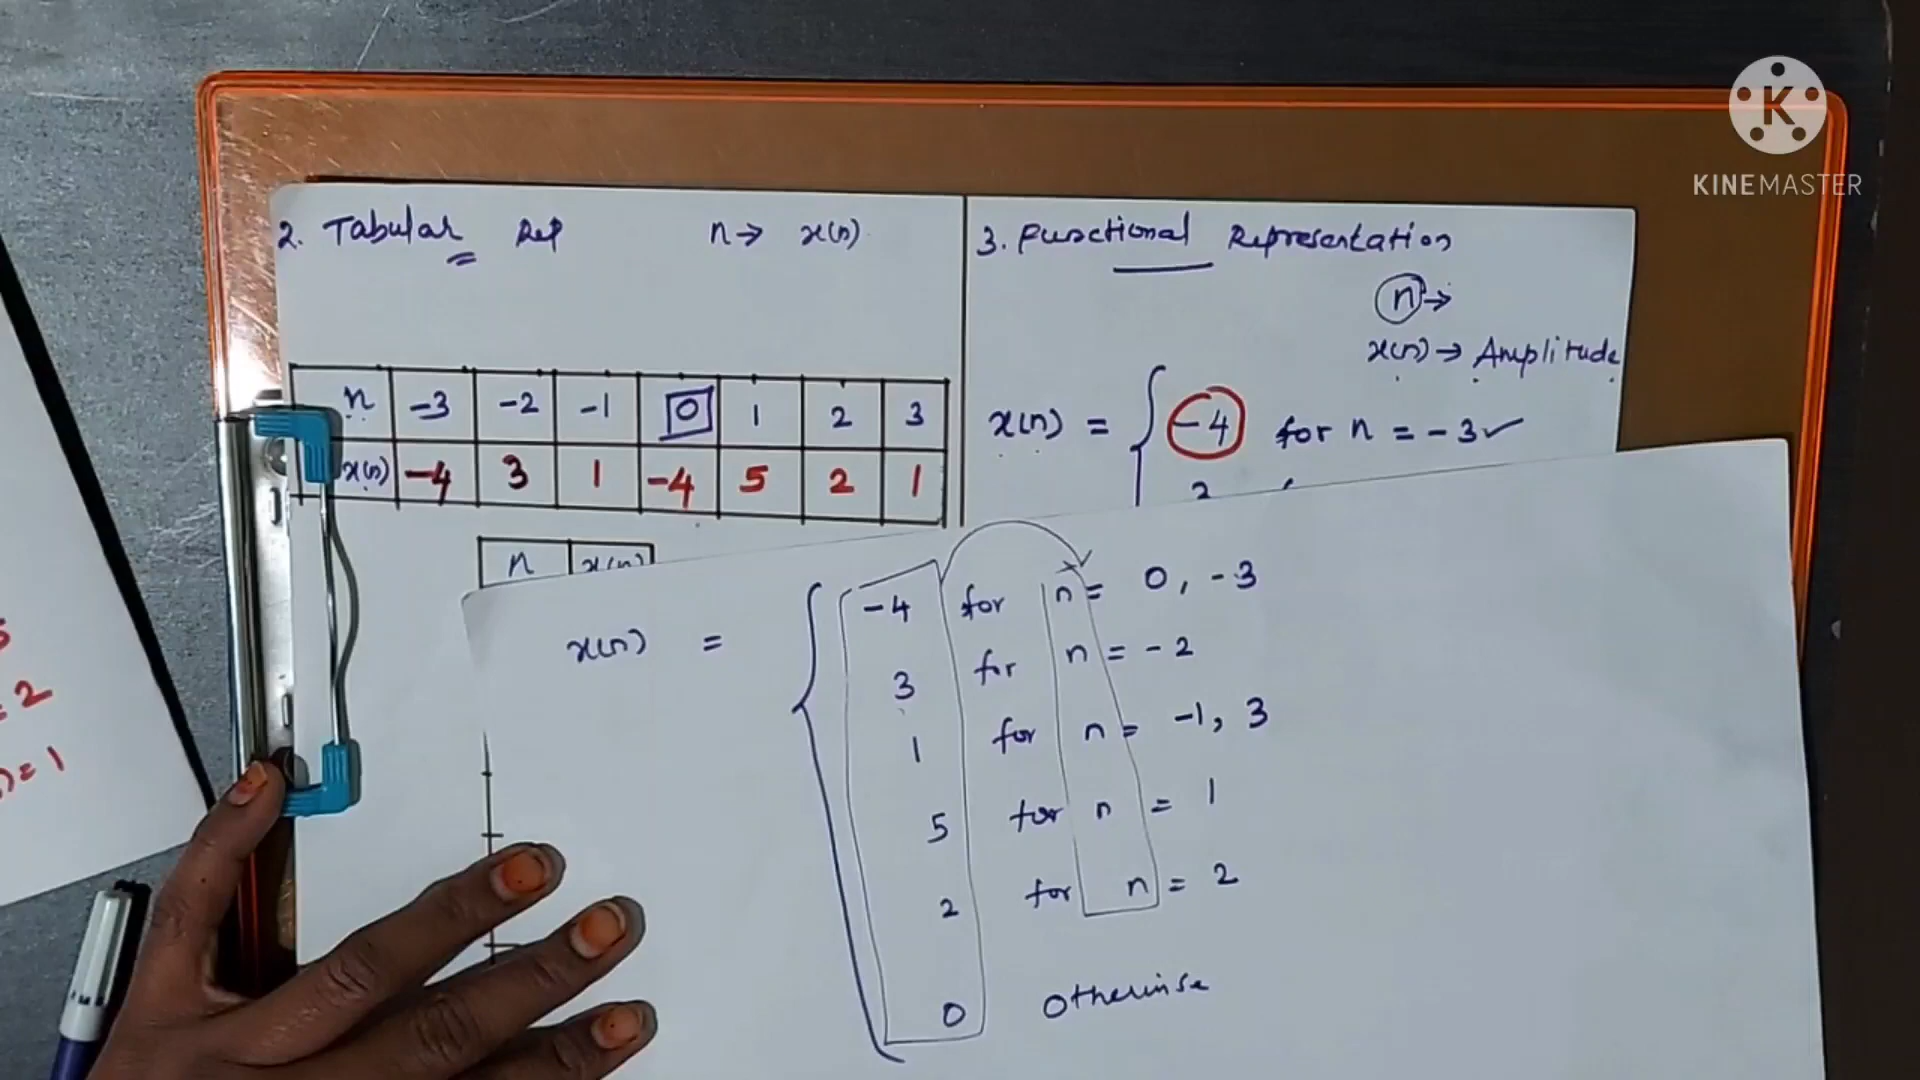 KINEMASTER
2. Tabular Rep n → x(n)
n -3 -2 -1 0 1 2 3
x(n) -4 3 1 -4 5 2 1
n x(n)
3. Functional Representation
n →
x(n) → Amplitude
x(n) = { -4 for n = -3 ✓
x(n) = { -4 for n = 0, -3
3 for n = -2
1 for n = -1, 3
5 for n = 1
2 for n = 2
0 Otherwise
= 2
)= 1